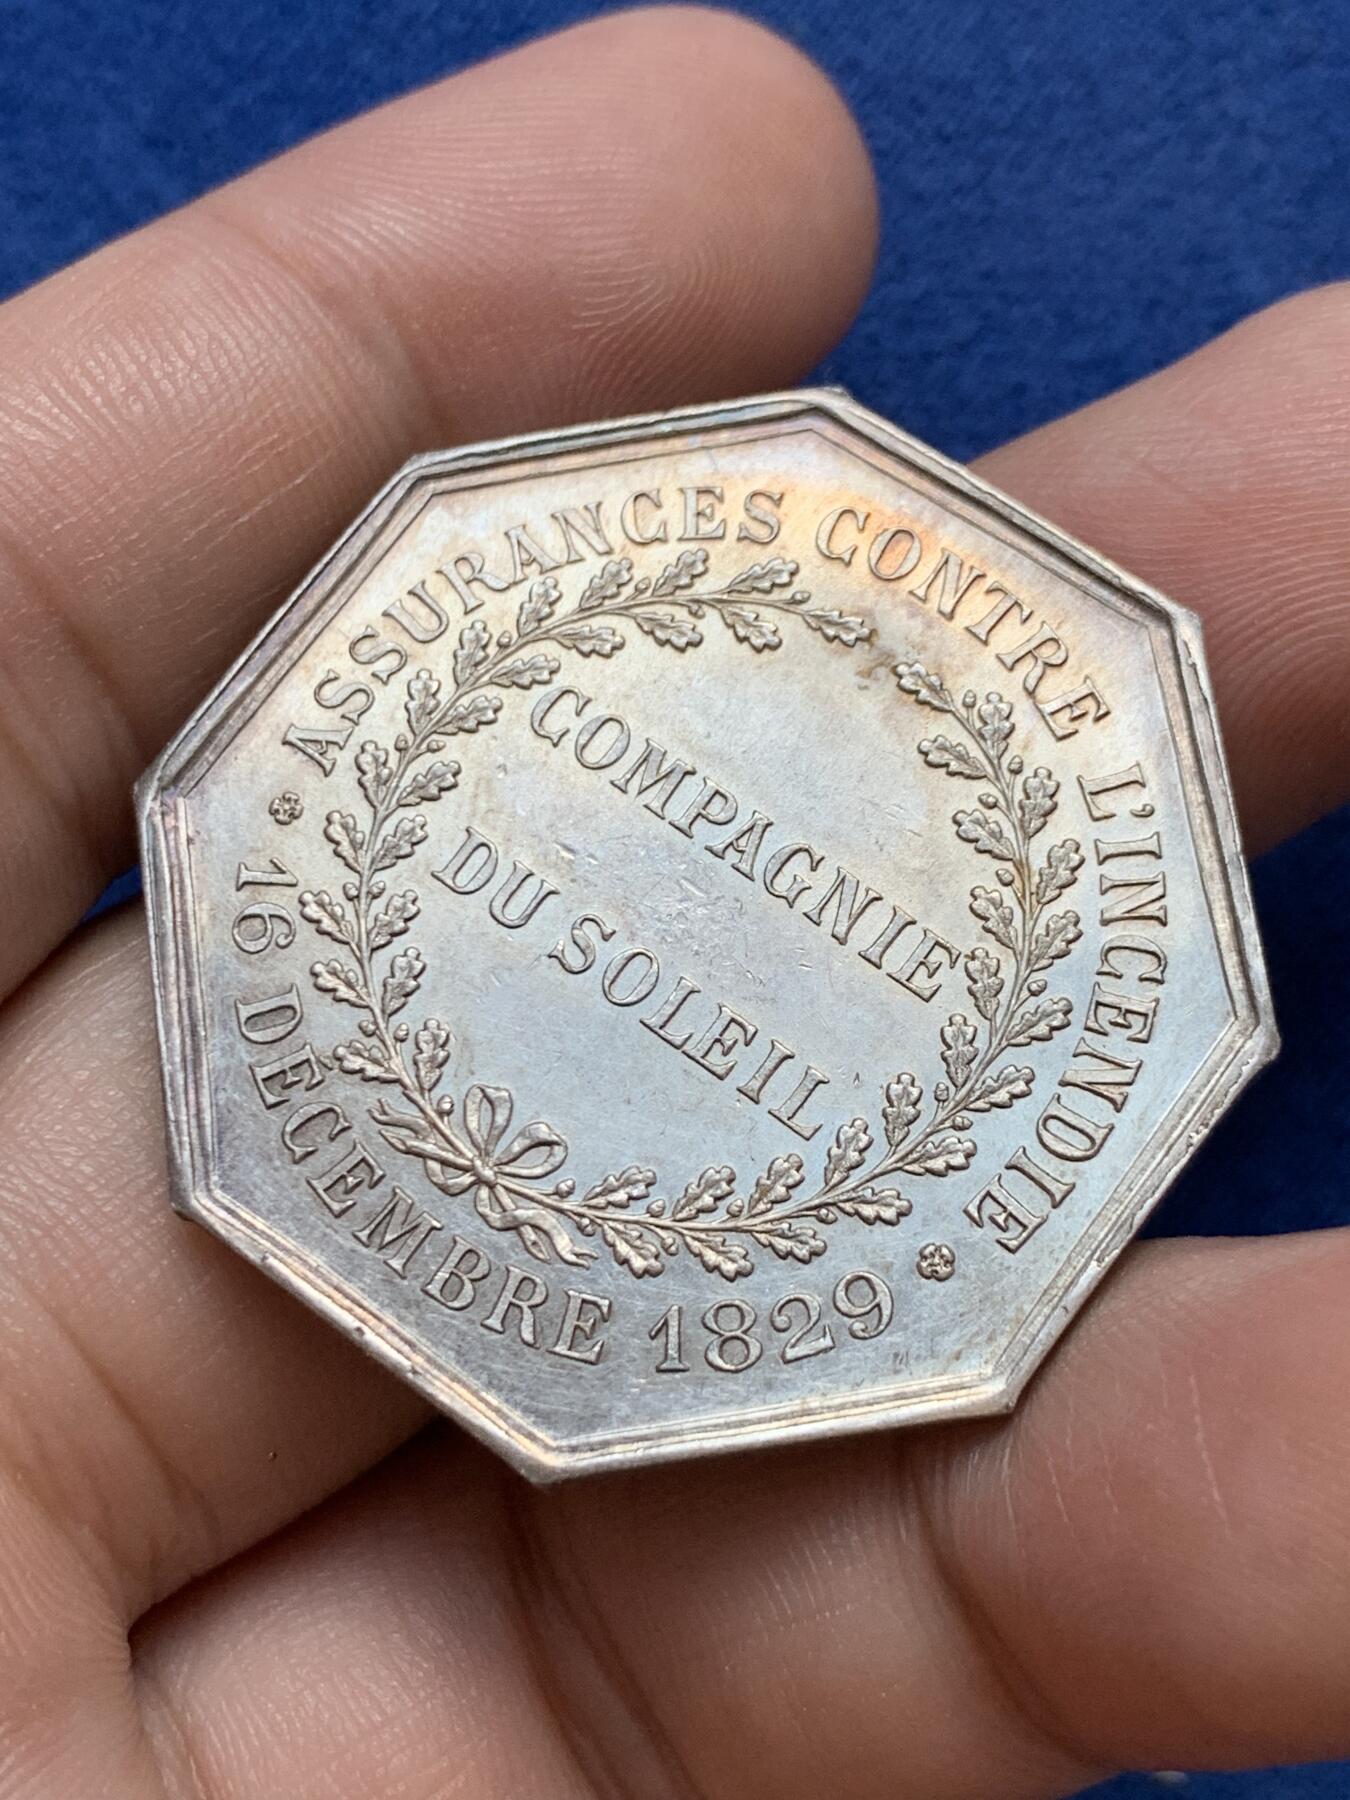 ASSURANCES CONTRE L'INCENDIE
COMPAGNIE
DU SOLEIL
16 DÉCEMBRE 1829